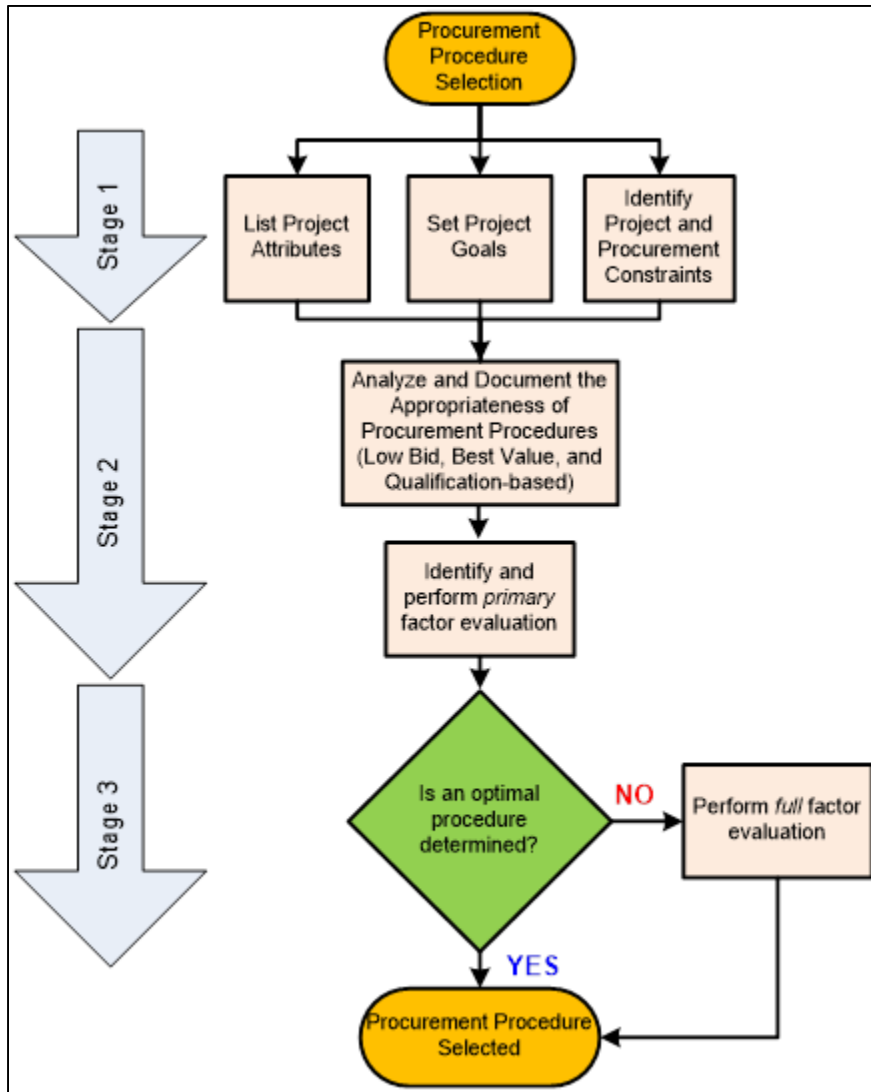 Procurement
Procedure
Selection
Stage 1
List Project
Attributes
Set Project
Goals
Identify
Project and
Procurement
Constraints
Stage 2
Analyze and Document the
Appropriateness of
Procurement Procedures
(Low Bid, Best Value, and
Qualification-based)
Identify and
perform primary
factor evaluation
Stage 3
Is an optimal
procedure
determined?
NO
Perform full factor
evaluation
YES
Procurement Procedure
Selected